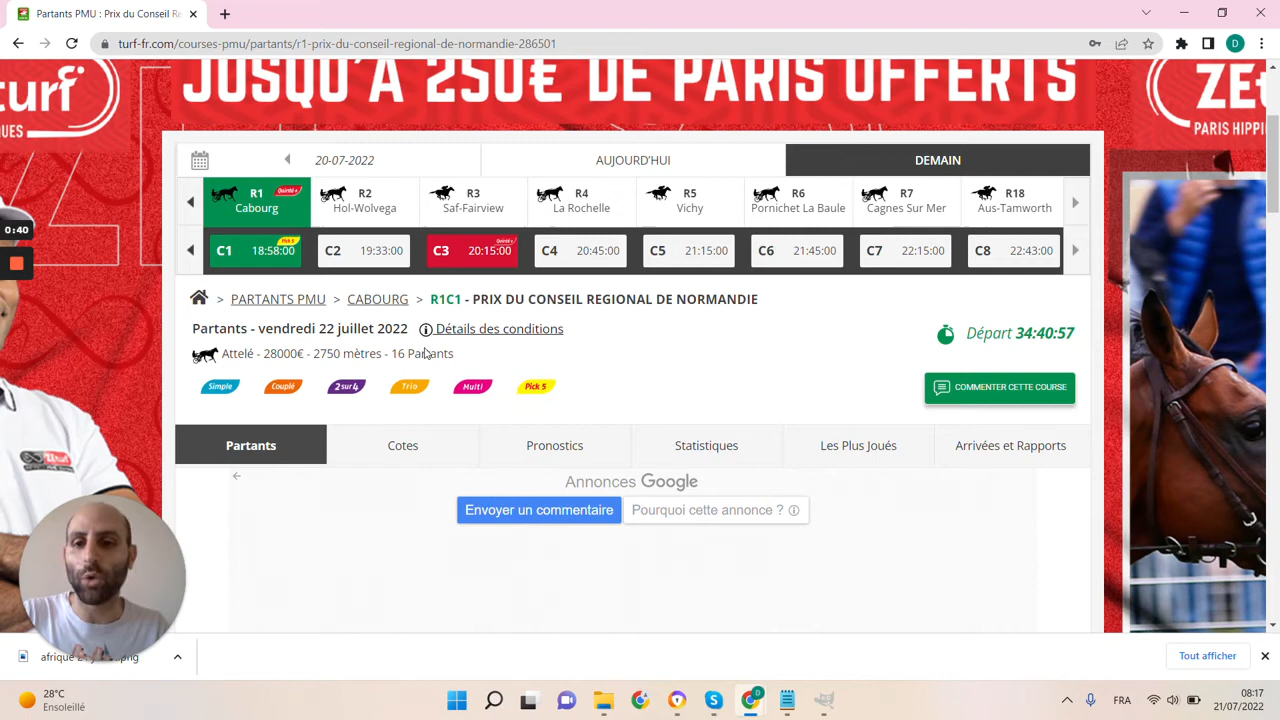 Partants PMU : Prix du Conseil R
turf-fr.com/courses-pmu/partants/r1-prix-du-conseil-regional-de-normandie-286501
D
JUSQU'À 250€ DE PARIS OFFERTS
turf
ZEturf
PARIS HIPPI
20-07-2022
AUJOURD'HUI
DEMAIN
R1 Quinté+
Cabourg
R2
Hol-Wolvega
R3
Saf-Fairview
R4
La Rochelle
R5
Vichy
R6
Pornichet La Baule
R7
Cagnes Sur Mer
R18
Aus-Tamworth
C1 18:58:00 Pick 5
C2 19:33:00
C3 20:15:00 Quinté+
C4 20:45:00
C5 21:15:00
C6 21:45:00
C7 22:15:00
C8 22:43:00
0:40
> PARTANTS PMU > CABOURG > R1C1 - PRIX DU CONSEIL REGIONAL DE NORMANDIE
Partants - vendredi 22 juillet 2022 Détails des conditions
Attelé - 28000€ - 2750 mètres - 16 Partants
Départ 34:40:57
Simple Couplé 2sur4 Trio Multi Pick 5
COMMENTER CETTE COURSE
Partants Cotes Pronostics Statistiques Les Plus Joués Arrivées et Rapports
Annonces Google
Envoyer un commentaire Pourquoi cette annonce ?
Tout afficher
28°C
Ensoleillé
FRA
08:17
21/07/2022